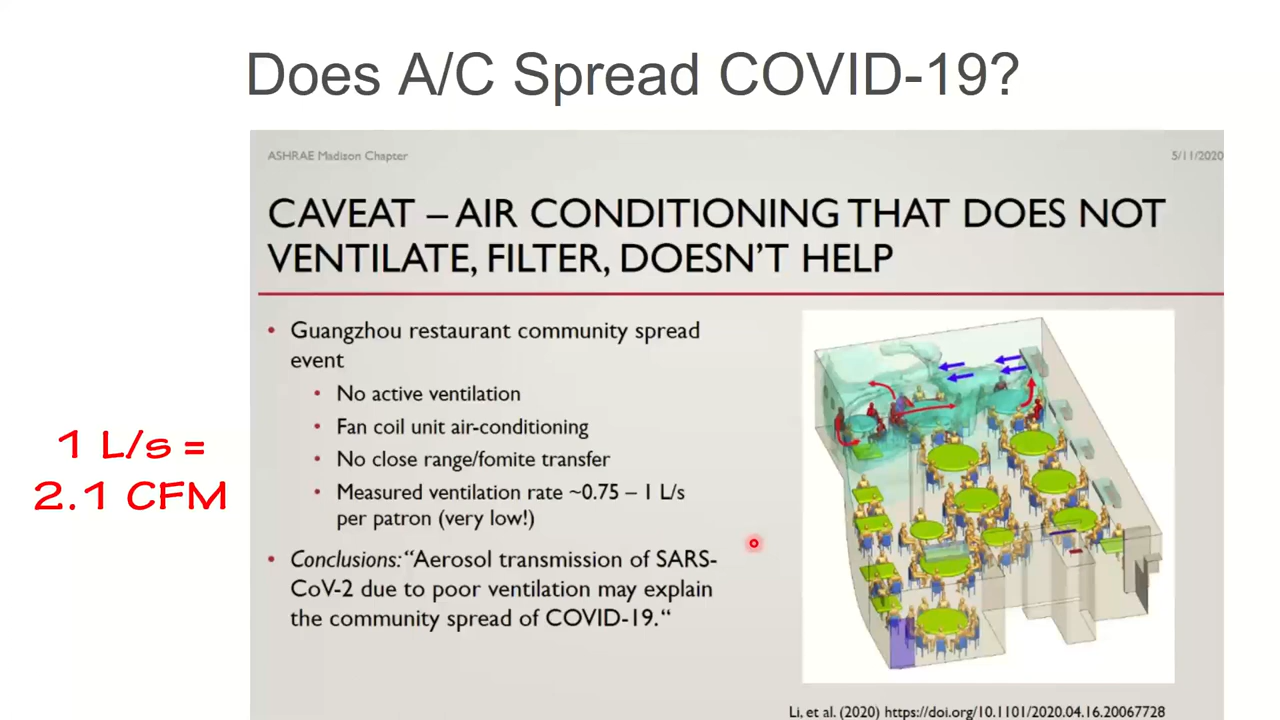 Does A/C Spread COVID-19?
ASHRAE Madison Chapter
5/11/2020
CAVEAT – AIR CONDITIONING THAT DOES NOT
VENTILATE, FILTER, DOESN'T HELP
• Guangzhou restaurant community spread
event
• No active ventilation
• Fan coil unit air-conditioning
• No close range/fomite transfer
• Measured ventilation rate ~0.75 – 1 L/s
per patron (very low!)
• Conclusions: “Aerosol transmission of SARS-
CoV-2 due to poor ventilation may explain
the community spread of COVID-19.“
1 L/s =
2.1 CFM
Li, et al. (2020) https://doi.org/10.1101/2020.04.16.20067728